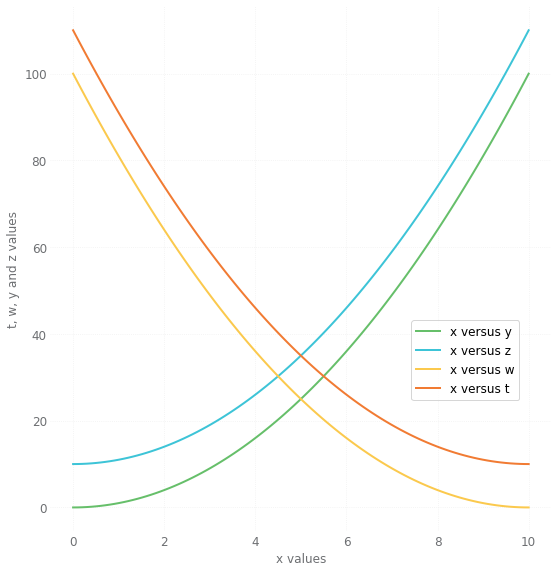 100
80
60
40
20
0
t, w, y and z values
x versus y
x versus z
x versus w
x versus t
0 2 4 6 8 10
x values